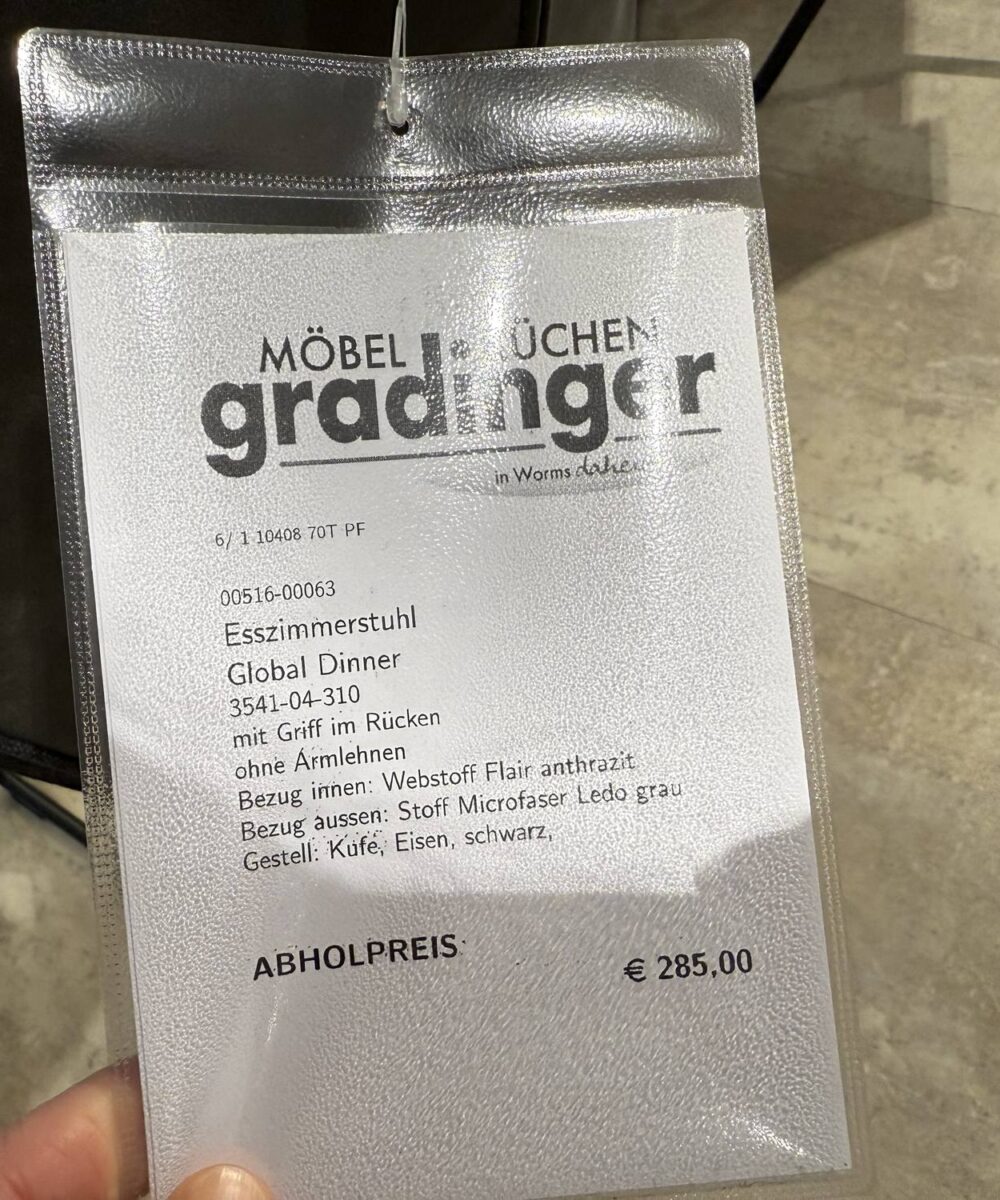 MÖBEL KÜCHEN
gradinger
in Worms daheim
6/ 1 10408 70T PF
00516-00063
Esszimmerstuhl
Global Dinner
3541-04-310
mit Griff im Rücken
ohne Armlehnen
Bezug innen: Webstoff Flair anthrazit
Bezug aussen: Stoff Microfaser Ledo grau
Gestell: Kufe, Eisen, schwarz,
ABHOLPREIS
€ 285,00